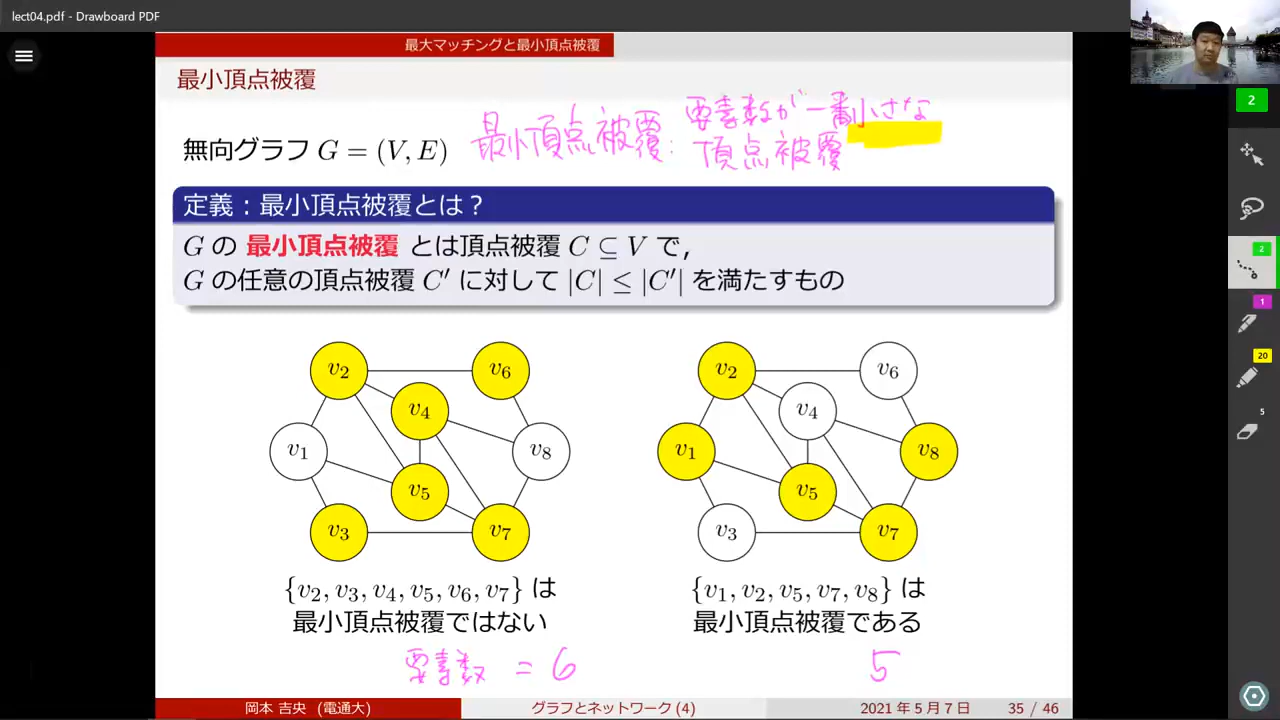 lect04.pdf - Drawboard PDF
最大マッチングと最小頂点被覆
最小頂点被覆
無向グラフ G = (V, E)
最小頂点被覆: 要素数が一番小さな
頂点被覆
定義：最小頂点被覆とは？
G の 最小頂点被覆 とは頂点被覆 C ⊆ V で,
G の任意の頂点被覆 C′ に対して |C| ≤ |C′| を満たすもの
v2 v6
v4
v1 v8
v5
v3 v7
{v2, v3, v4, v5, v6, v7} は
最小頂点被覆ではない
要素数 = 6
v2 v6
v4
v1 v8
v5
v3 v7
{v1, v2, v5, v7, v8} は
最小頂点被覆である
5
岡本 吉央 (電通大)
グラフとネットワーク (4)
2021 年 5 月 7 日
35 / 46
2
2
1
20
5